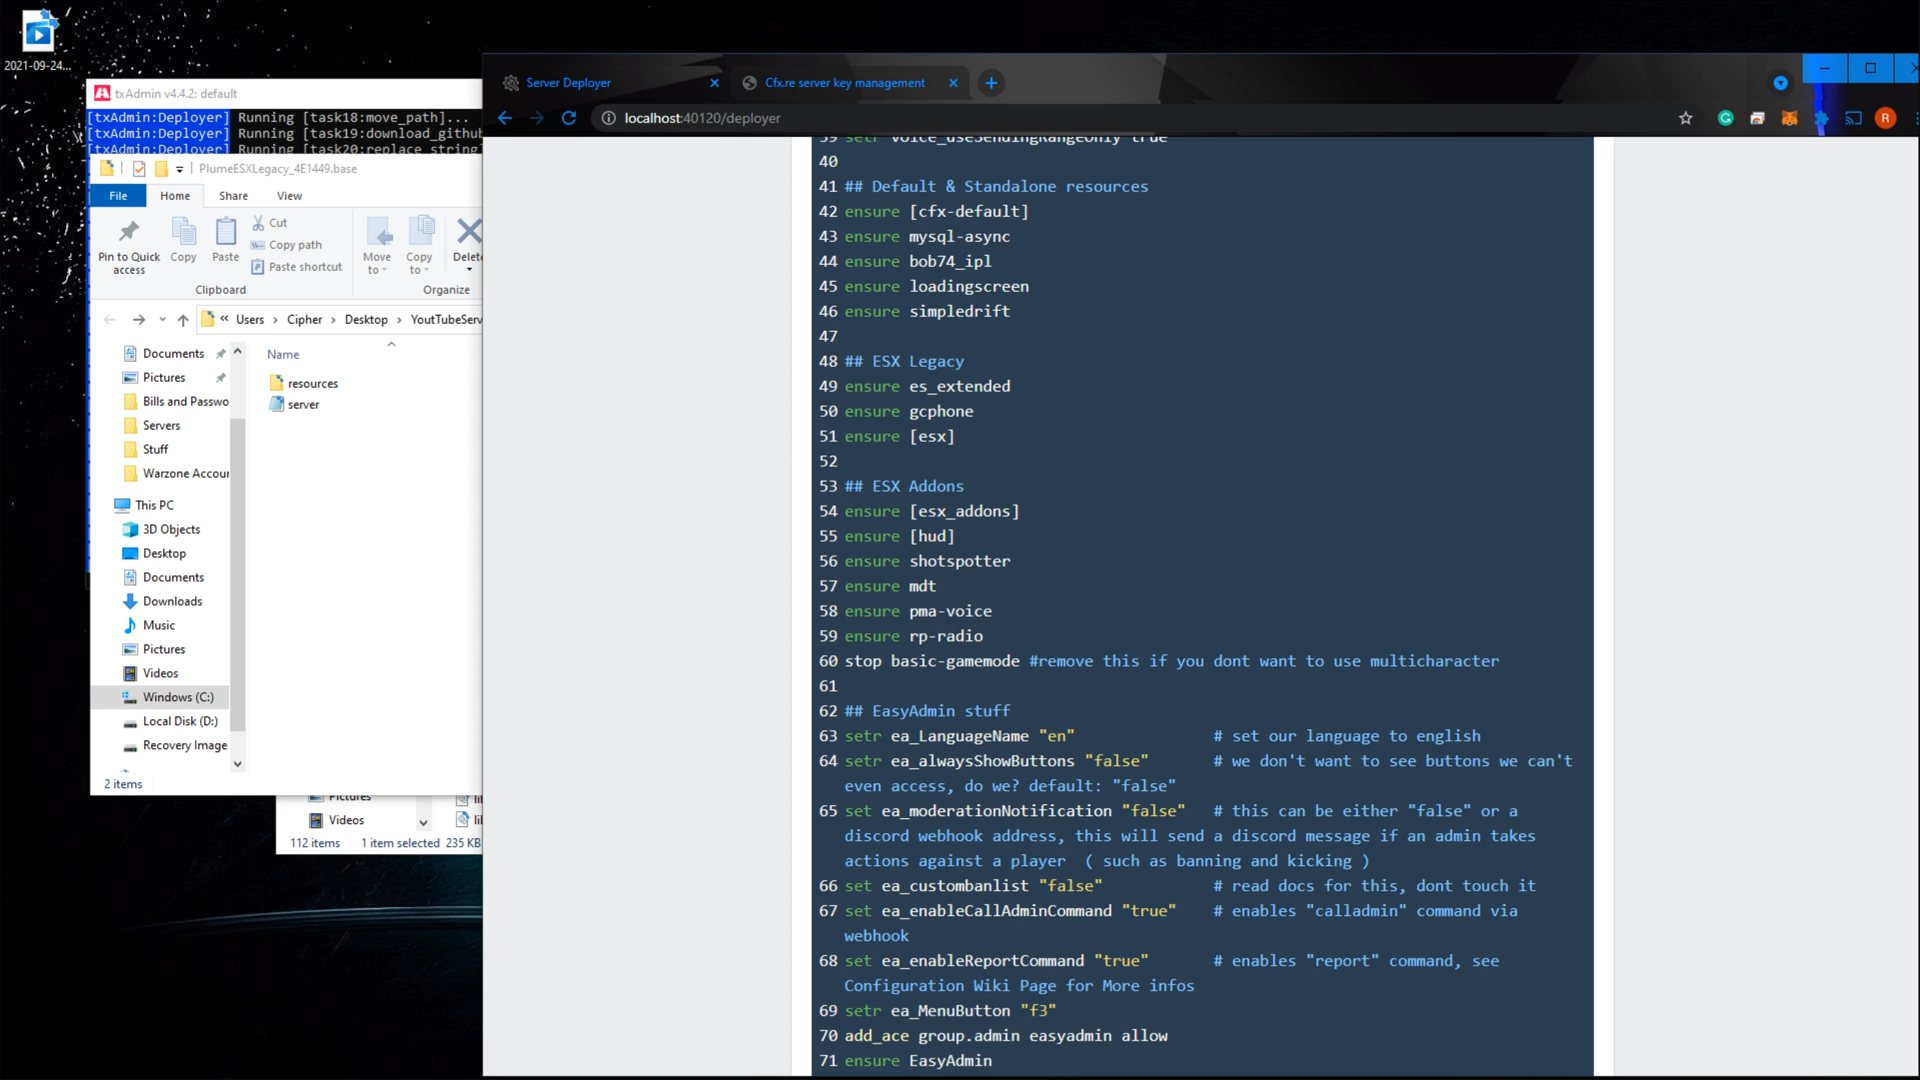 2021-09-24...
txAdmin v4.4.2: default
[txAdmin:Deployer] Running [task18:move_path]...
[txAdmin:Deployer] Running [task19:download_github
[txAdmin:Deployer] Running [task20:replace_string]
PlumeESXLegacy_4E1449.base
File Home Share View
Pin to Quick access
Copy
Paste
Cut
Copy path
Paste shortcut
Move to
Copy to
Delete
Clipboard
Organize
« Users › Cipher › Desktop › YoutTubeServ
Documents
Pictures
Bills and Passwo
Servers
Stuff
Warzone Accour
This PC
3D Objects
Desktop
Documents
Downloads
Music
Pictures
Videos
Windows (C:)
Local Disk (D:)
Recovery Image
Name
resources
server
2 items
Pictures
Videos
112 items 1 item selected 235 KB
Server Deployer
Cfx.re server key management
localhost:40120/deployer
R
39 setr voice_useSendingRangeOnly true
40
41 ## Default & Standalone resources
42 ensure [cfx-default]
43 ensure mysql-async
44 ensure bob74_ipl
45 ensure loadingscreen
46 ensure simpledrift
47
48 ## ESX Legacy
49 ensure es_extended
50 ensure gcphone
51 ensure [esx]
52
53 ## ESX Addons
54 ensure [esx_addons]
55 ensure [hud]
56 ensure shotspotter
57 ensure mdt
58 ensure pma-voice
59 ensure rp-radio
60 stop basic-gamemode #remove this if you dont want to use multicharacter
61
62 ## EasyAdmin stuff
63 setr ea_LanguageName "en" # set our language to english
64 setr ea_alwaysShowButtons "false" # we don't want to see buttons we can't
even access, do we? default: "false"
65 set ea_moderationNotification "false" # this can be either "false" or a
discord webhook address, this will send a discord message if an admin takes
actions against a player ( such as banning and kicking )
66 set ea_custombanlist "false" # read docs for this, dont touch it
67 set ea_enableCallAdminCommand "true" # enables "calladmin" command via
webhook
68 set ea_enableReportCommand "true" # enables "report" command, see
Configuration Wiki Page for More infos
69 setr ea_MenuButton "f3"
70 add_ace group.admin easyadmin allow
71 ensure EasyAdmin